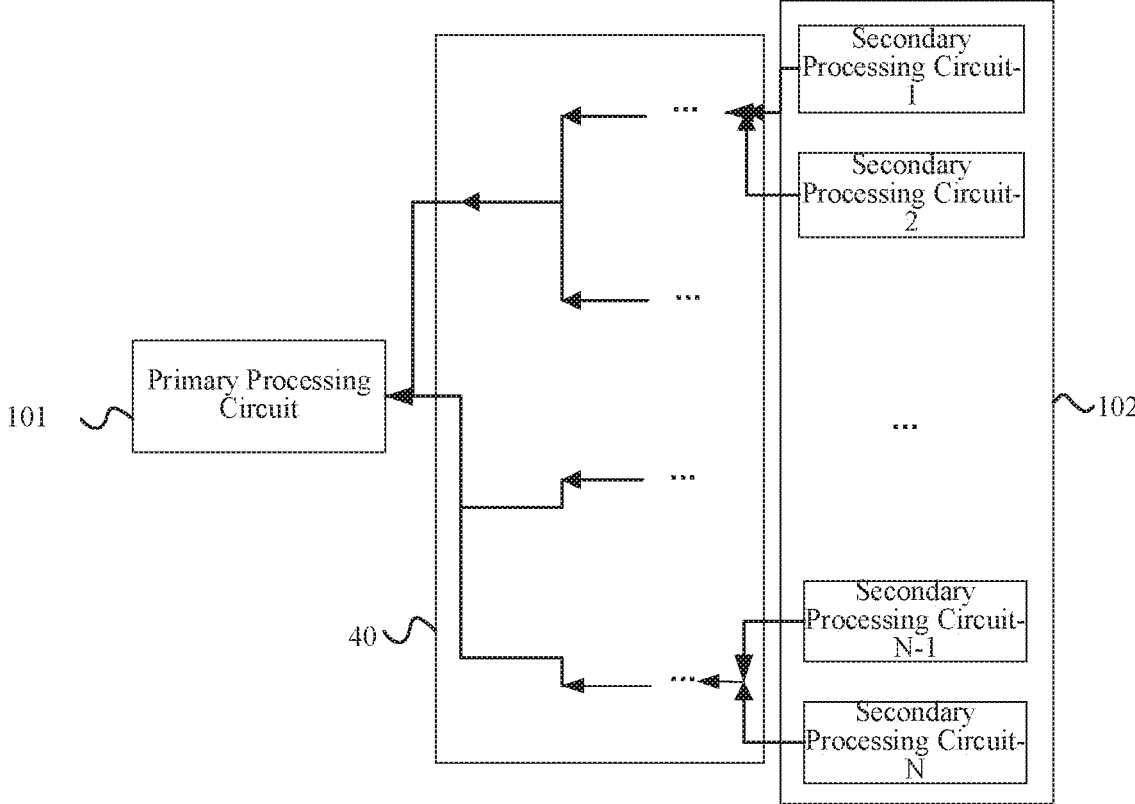 Secondary
Processing Circuit-
1
Secondary
Processing Circuit-
2
...
...
Primary Processing
Circuit
101
102
...
...
40
Secondary
Processing Circuit-
N-1
...
Secondary
Processing Circuit-
N